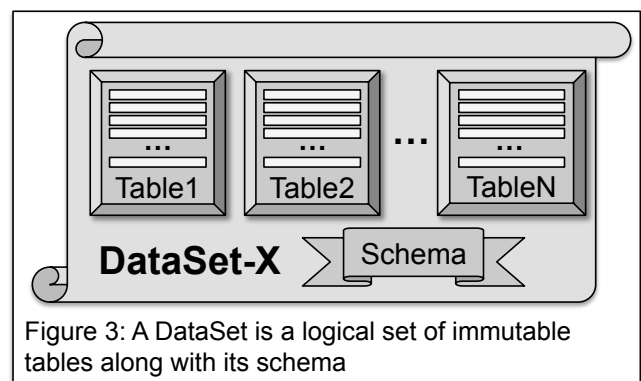 ...
... ... ...
Table1 Table2 TableN
DataSet-X Schema
Figure 3: A DataSet is a logical set of immutable
tables along with its schema